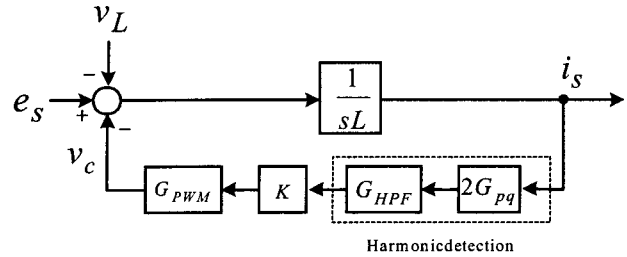 v_L
−
e_s
+
−
1
sL
i_s
v_c
G_PWM
K
G_HPF
2G_pq
Harmonicdetection